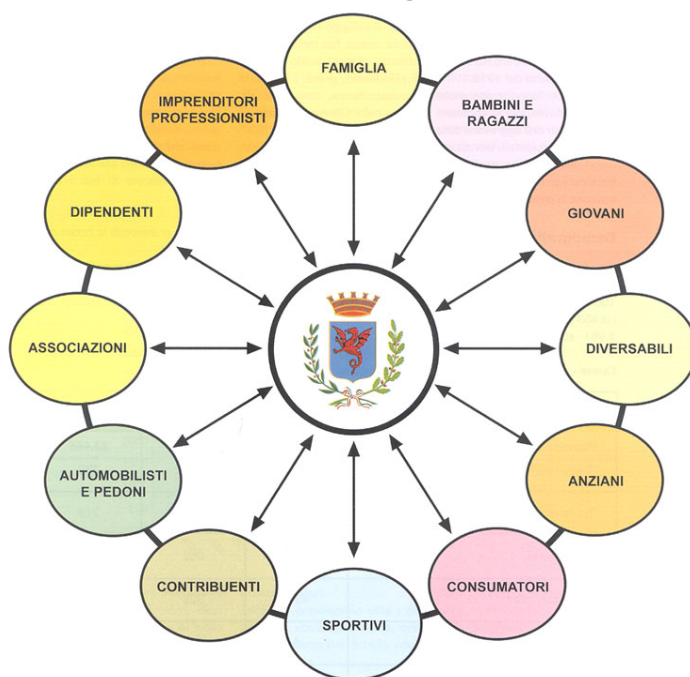 FAMIGLIA
BAMBINI E
RAGAZZI
GIOVANI
DIVERSABILI
ANZIANI
CONSUMATORI
SPORTIVI
CONTRIBUENTI
AUTOMOBILISTI
E PEDONI
ASSOCIAZIONI
DIPENDENTI
IMPRENDITORI
PROFESSIONISTI